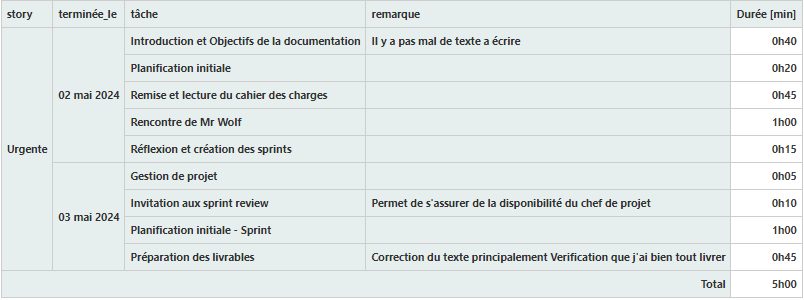 story terminée_le tâche remarque Durée [min]
Introduction et Objectifs de la documentation Il y a pas mal de texte a écrire 0h40
Planification initiale 0h20
02 mai 2024 Remise et lecture du cahier des charges 0h45
Rencontre de Mr Wolf 1h00
Urgente Réflexion et création des sprints 0h15
Gestion de projet 0h05
Invitation aux sprint review Permet de s'assurer de la disponibilité du chef de projet 0h10
03 mai 2024
Planification initiale - Sprint 1h00
Préparation des livrables Correction du texte principalement Verification que j'ai bien tout livrer 0h45
Total 5h00